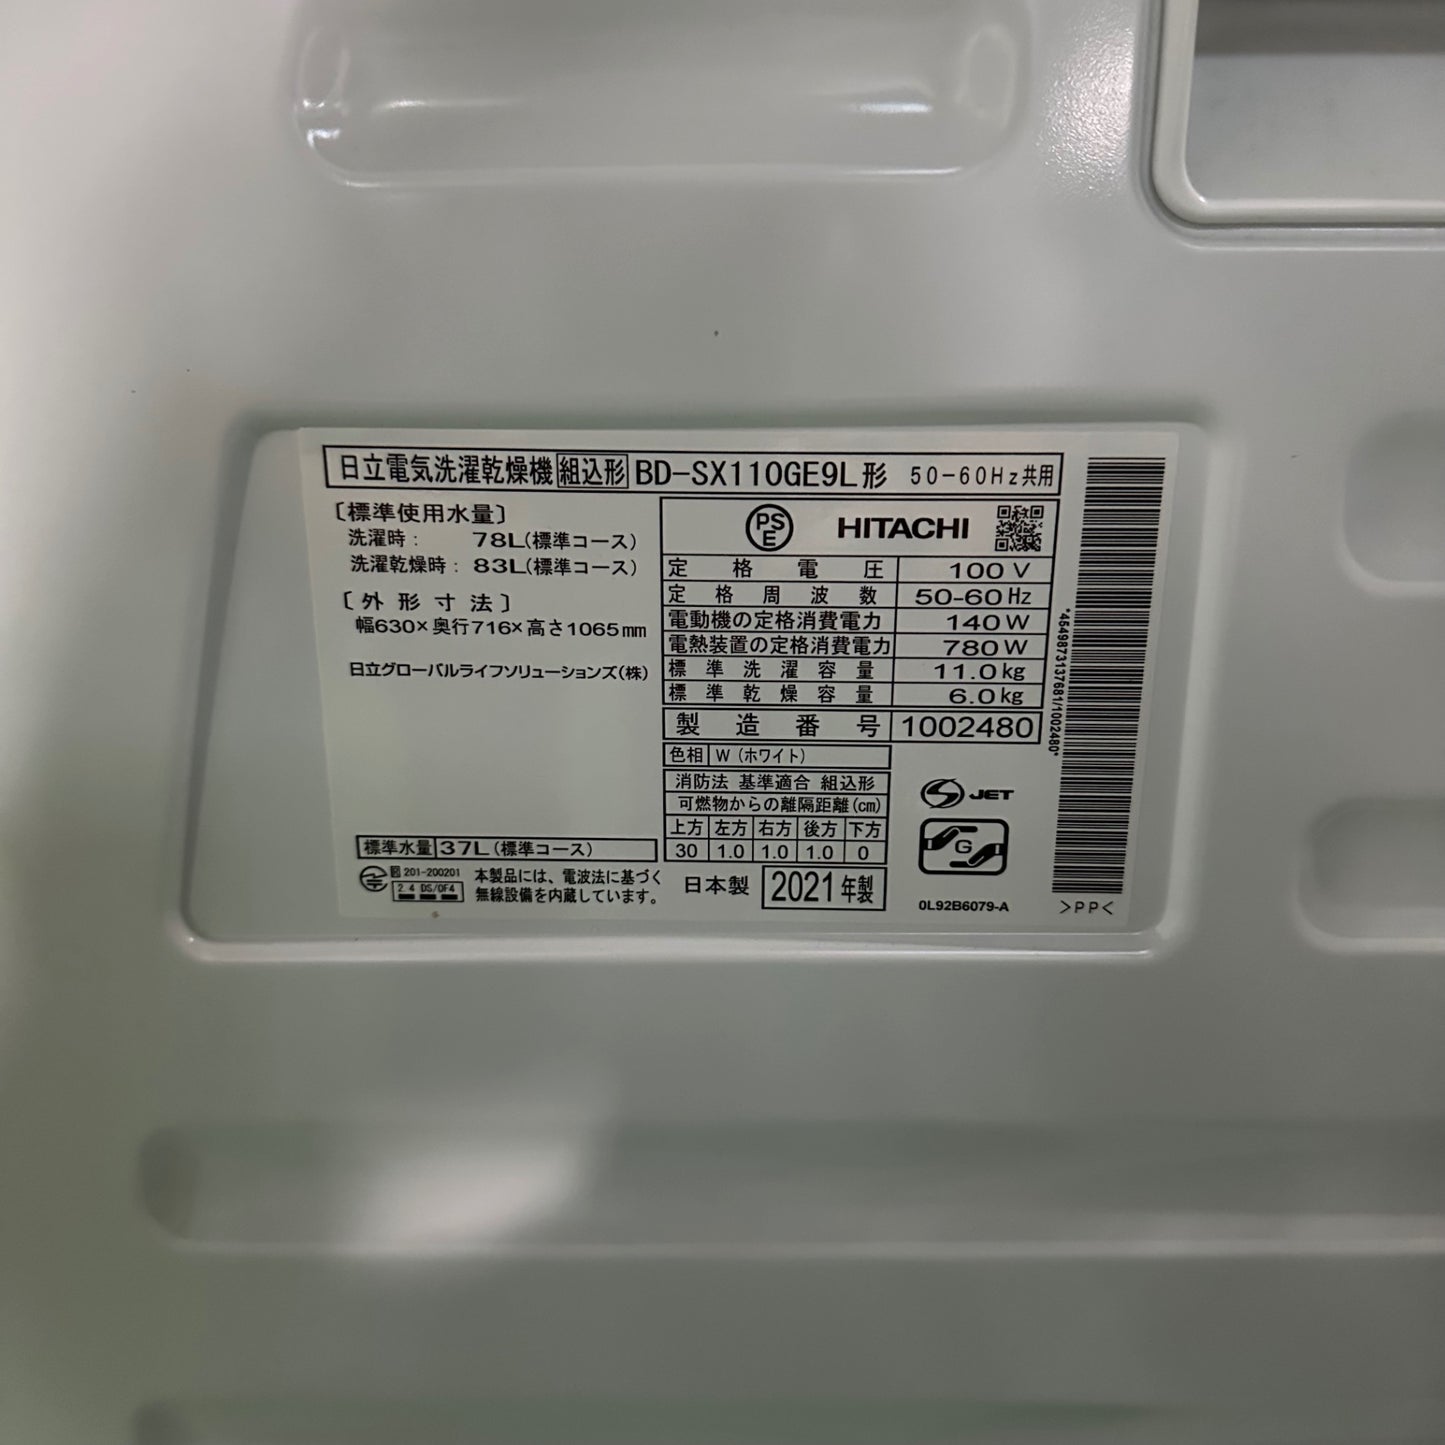 日立電気洗濯乾燥機 組込形 BD-SX110GE9L形 50-60Hz共用
〔標準使用水量〕
洗濯時: 78L(標準コース)
洗濯乾燥時: 83L(標準コース)
〔外形寸法〕
幅630×奥行716×高さ1065mm
日立グローバルライフソリューションズ(株)
標準水量 37L(標準コース)
R 201-200201
2.4 DS/OF4
本製品には、電波法に基づく
無線設備を内蔵しています。
PSE HITACHI
定格電圧 100V
定格周波数 50-60Hz
電動機の定格消費電力 140W
電熱装置の定格消費電力 780W
標準洗濯容量 11.0kg
標準乾燥容量 6.0kg
製造番号 1002480
色相 W(ホワイト)
消防法 基準適合 組込形
可燃物からの離隔距離(cm)
上方 左方 右方 後方 下方
30 1.0 1.0 1.0 0
日本製 2021年製
S JET
G
0L92B6079-A
*4549873137681/1002480*
>PP<